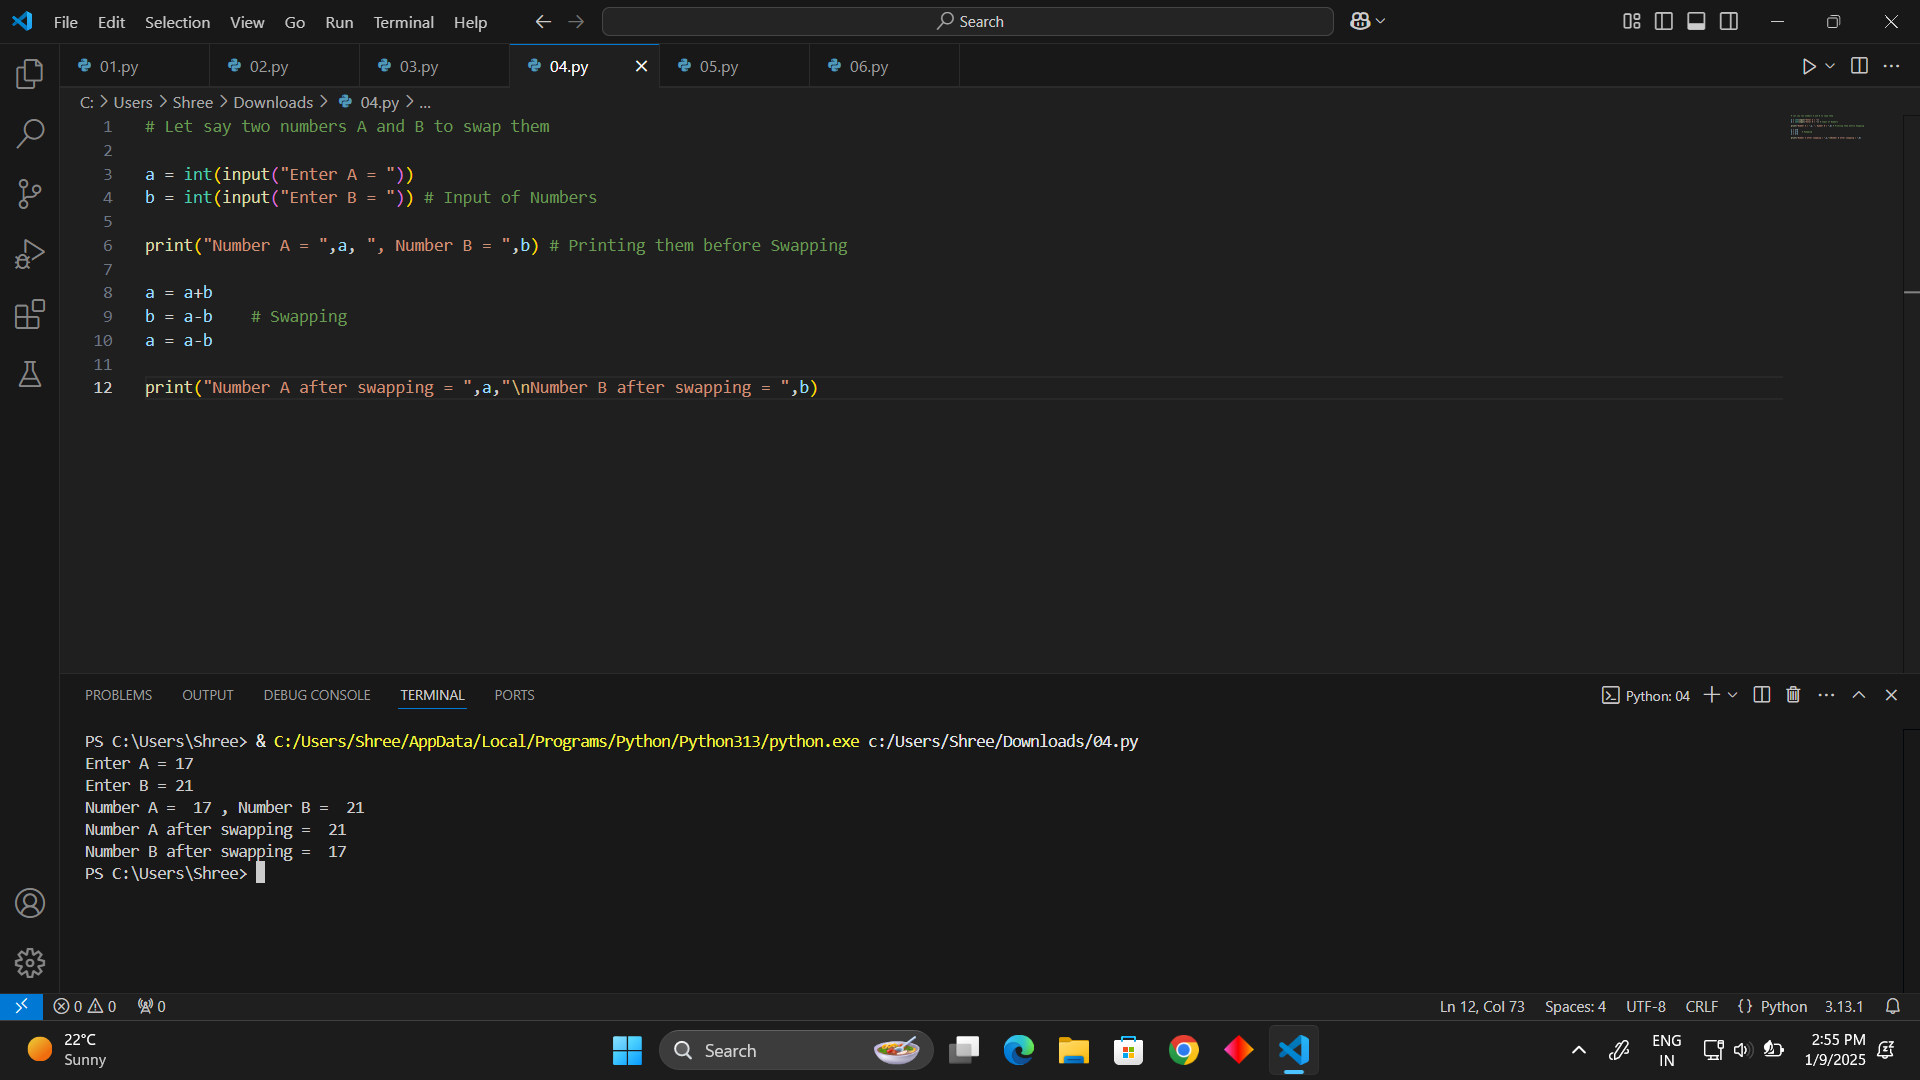 File Edit Selection View Go Run Terminal Help
Search
01.py 02.py 03.py 04.py 05.py 06.py
C: > Users > Shree > Downloads > 04.py > ...
1 # Let say two numbers A and B to swap them
2
3 a = int(input("Enter A = "))
4 b = int(input("Enter B = ")) # Input of Numbers
5
6 print("Number A = ",a, ", Number B = ",b) # Printing them before Swapping
7
8 a = a+b
9 b = a-b    # Swapping
10 a = a-b
11
12 print("Number A after swapping = ",a,"\nNumber B after swapping = ",b)
PROBLEMS OUTPUT DEBUG CONSOLE TERMINAL PORTS
Python: 04
PS C:\Users\Shree> & C:/Users/Shree/AppData/Local/Programs/Python/Python313/python.exe c:/Users/Shree/Downloads/04.py
Enter A = 17
Enter B = 21
Number A =  17 , Number B =  21
Number A after swapping =  21
Number B after swapping =  17
PS C:\Users\Shree>
0 0 0
Ln 12, Col 73 Spaces: 4 UTF-8 CRLF {} Python 3.13.1
22°C
Sunny
Search
ENG
IN
2:55 PM
1/9/2025